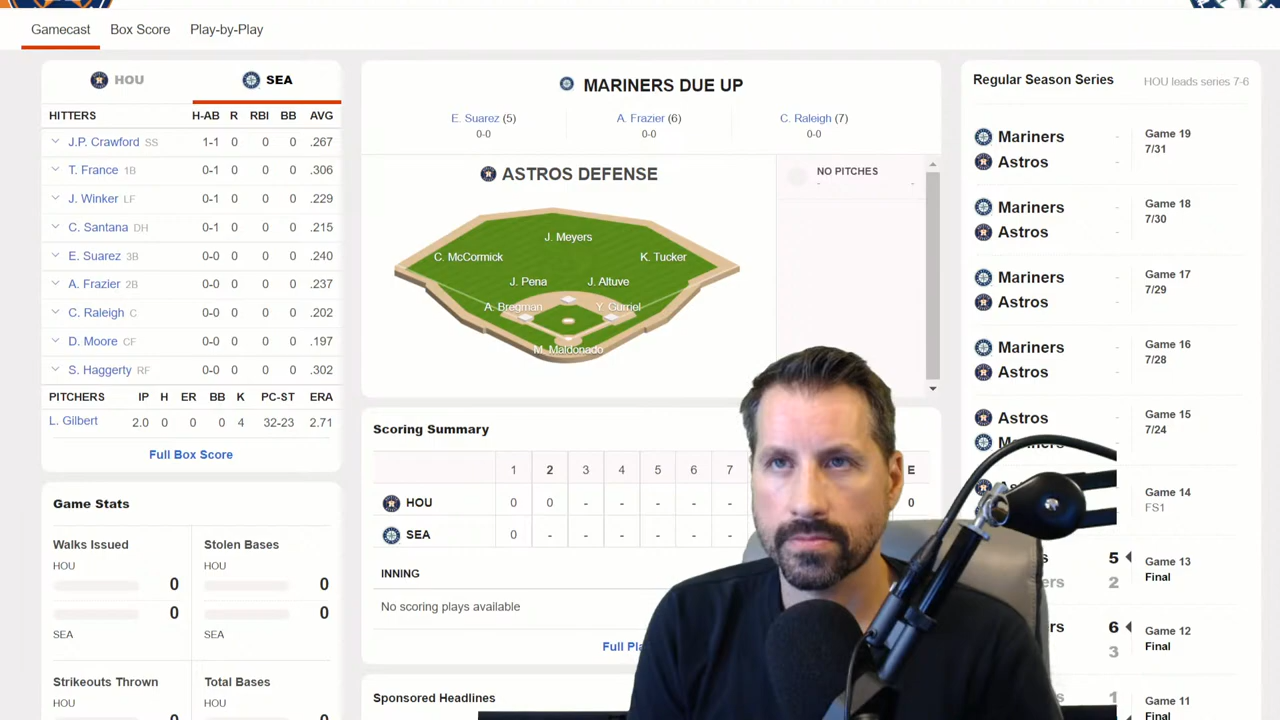 Gamecast Box Score Play-by-Play
HOU SEA
HITTERS H-AB R RBI BB AVG
J.P. Crawford SS 1-1 0 0 0 .267
T. France 1B 0-1 0 0 0 .306
J. Winker LF 0-1 0 0 0 .229
C. Santana DH 0-1 0 0 0 .215
E. Suarez 3B 0-0 0 0 0 .240
A. Frazier 2B 0-0 0 0 0 .237
C. Raleigh C 0-0 0 0 0 .202
D. Moore CF 0-0 0 0 0 .197
S. Haggerty RF 0-0 0 0 0 .302
PITCHERS IP H ER BB K PC-ST ERA
L. Gilbert 2.0 0 0 0 4 32-23 2.71
Full Box Score
Game Stats
Walks Issued Stolen Bases
HOU HOU
0 0
0 0
SEA SEA
Strikeouts Thrown Total Bases
HOU HOU
MARINERS DUE UP
E. Suarez (5) A. Frazier (6) C. Raleigh (7)
0-0 0-0 0-0
ASTROS DEFENSE
J. Meyers
C. McCormick K. Tucker
J. Pena J. Altuve
A. Bregman Y. Gurriel
M. Maldonado
NO PITCHES
- -
Scoring Summary
1 2 3 4 5 6 7 E
HOU 0 0 - - - - - 0
SEA 0 - - - - - -
INNING
No scoring plays available
Full Pla
Sponsored Headlines
Regular Season Series HOU leads series 7-6
Mariners - Game 19
Astros - 7/31
Mariners - Game 18
Astros - 7/30
Mariners - Game 17
Astros - 7/29
Mariners - Game 16
Astros - 7/28
Astros - Game 15
Mariners 7/24
Game 14
FS1
s 5 Game 13
ers 2 Final
rs 6 Game 12
3 Final
1 Game 11
Final